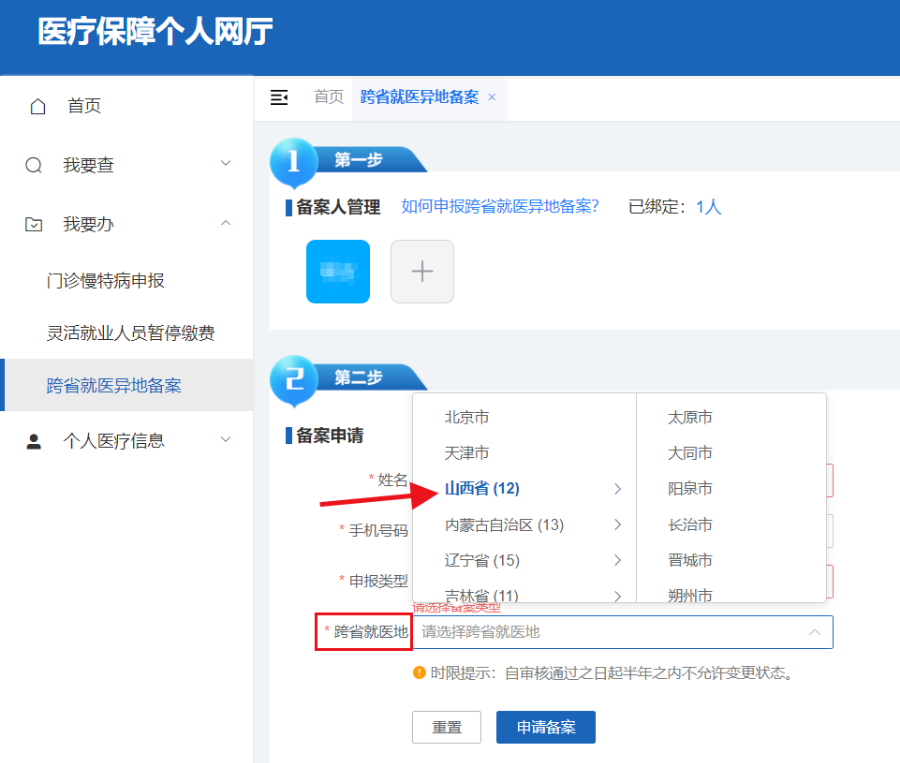 医疗保障个人网厅
首页
我要查
我要办
门诊慢特病申报
灵活就业人员暂停缴费
跨省就医异地备案
个人医疗信息
首页 跨省就医异地备案 ×
1 第一步
备案人管理 如何申报跨省就医异地备案? 已绑定：1人
2 第二步
备案申请
* 姓名
* 手机号码
* 申报类型
北京市
天津市
山西省 (12)
内蒙古自治区 (13)
辽宁省 (15)
吉林省 (11)
太原市
大同市
阳泉市
长治市
晋城市
朔州市
请选择备案类型
* 跨省就医地 请选择跨省就医地
时限提示：自审核通过之日起半年之内不允许变更状态。
重置 申请备案